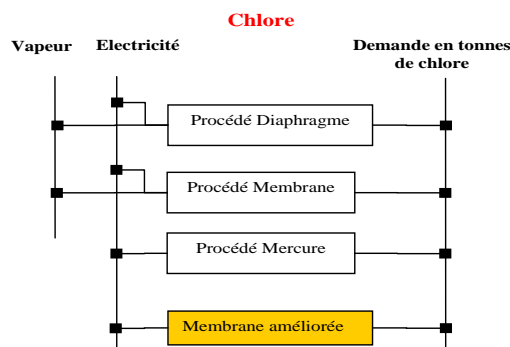 Chlore
Vapeur
Electricité
Demande en tonnes
de chlore
Procédé Diaphragme
Procédé Membrane
Procédé Mercure
Membrane améliorée